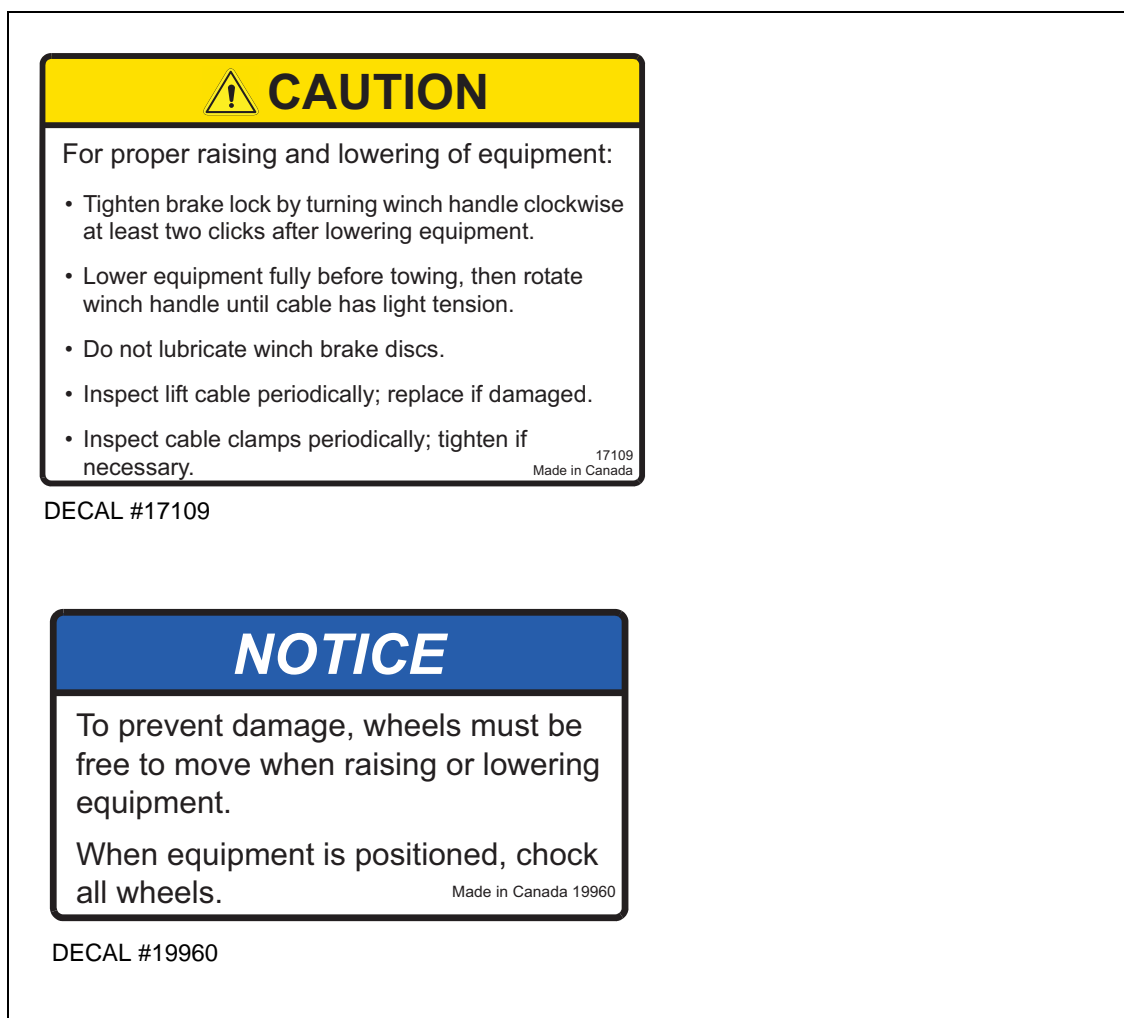 CAUTION
For proper raising and lowering of equipment:
• Tighten brake lock by turning winch handle clockwise
at least two clicks after lowering equipment.
• Lower equipment fully before towing, then rotate
winch handle until cable has light tension.
• Do not lubricate winch brake discs.
• Inspect lift cable periodically; replace if damaged.
• Inspect cable clamps periodically; tighten if
necessary.
17109
Made in Canada
DECAL #17109
NOTICE
To prevent damage, wheels must be
free to move when raising or lowering
equipment.
When equipment is positioned, chock
all wheels.
Made in Canada 19960
DECAL #19960